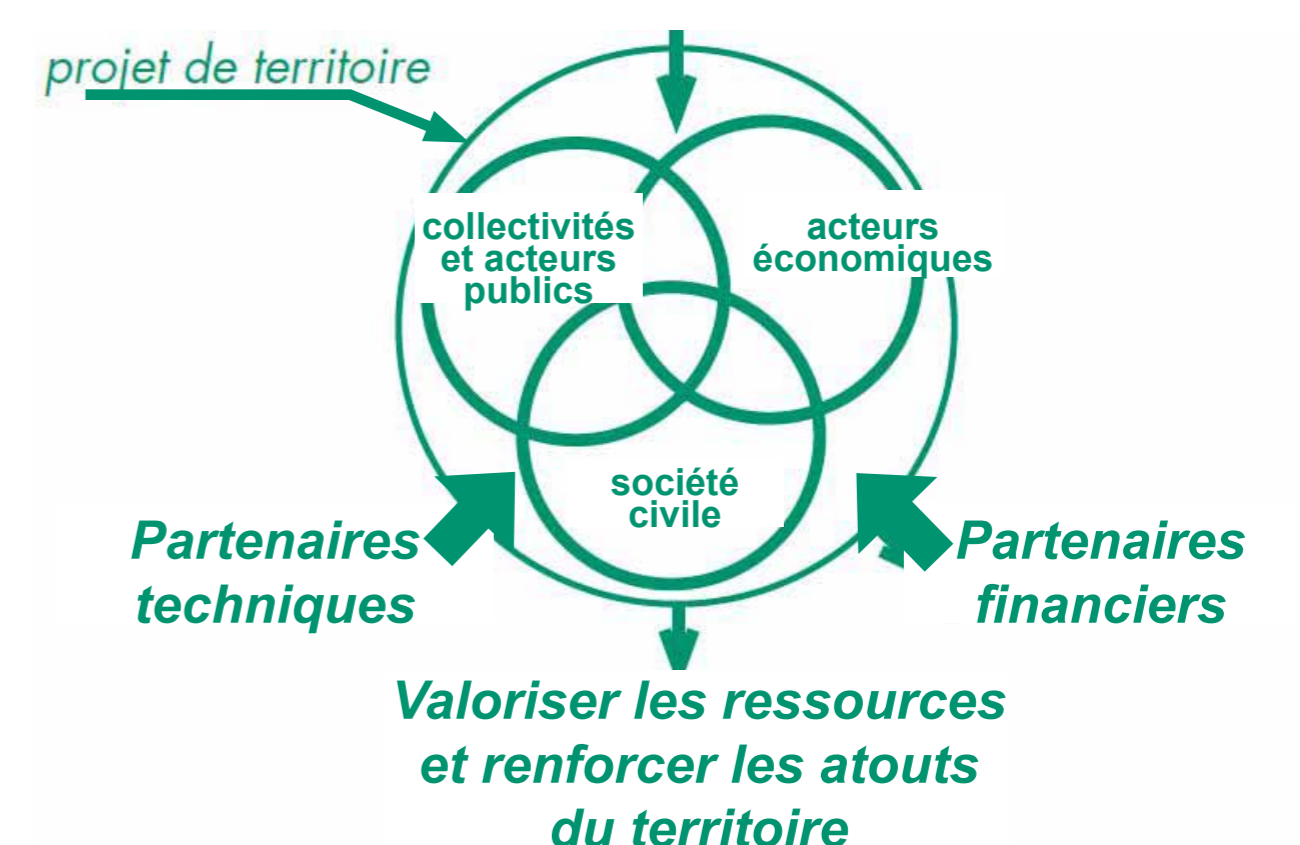 projet de territoire
collectivités
et acteurs
publics
acteurs
économiques
société
civile
Partenaires
techniques
Partenaires
financiers
Valoriser les ressources
et renforcer les atouts
du territoire